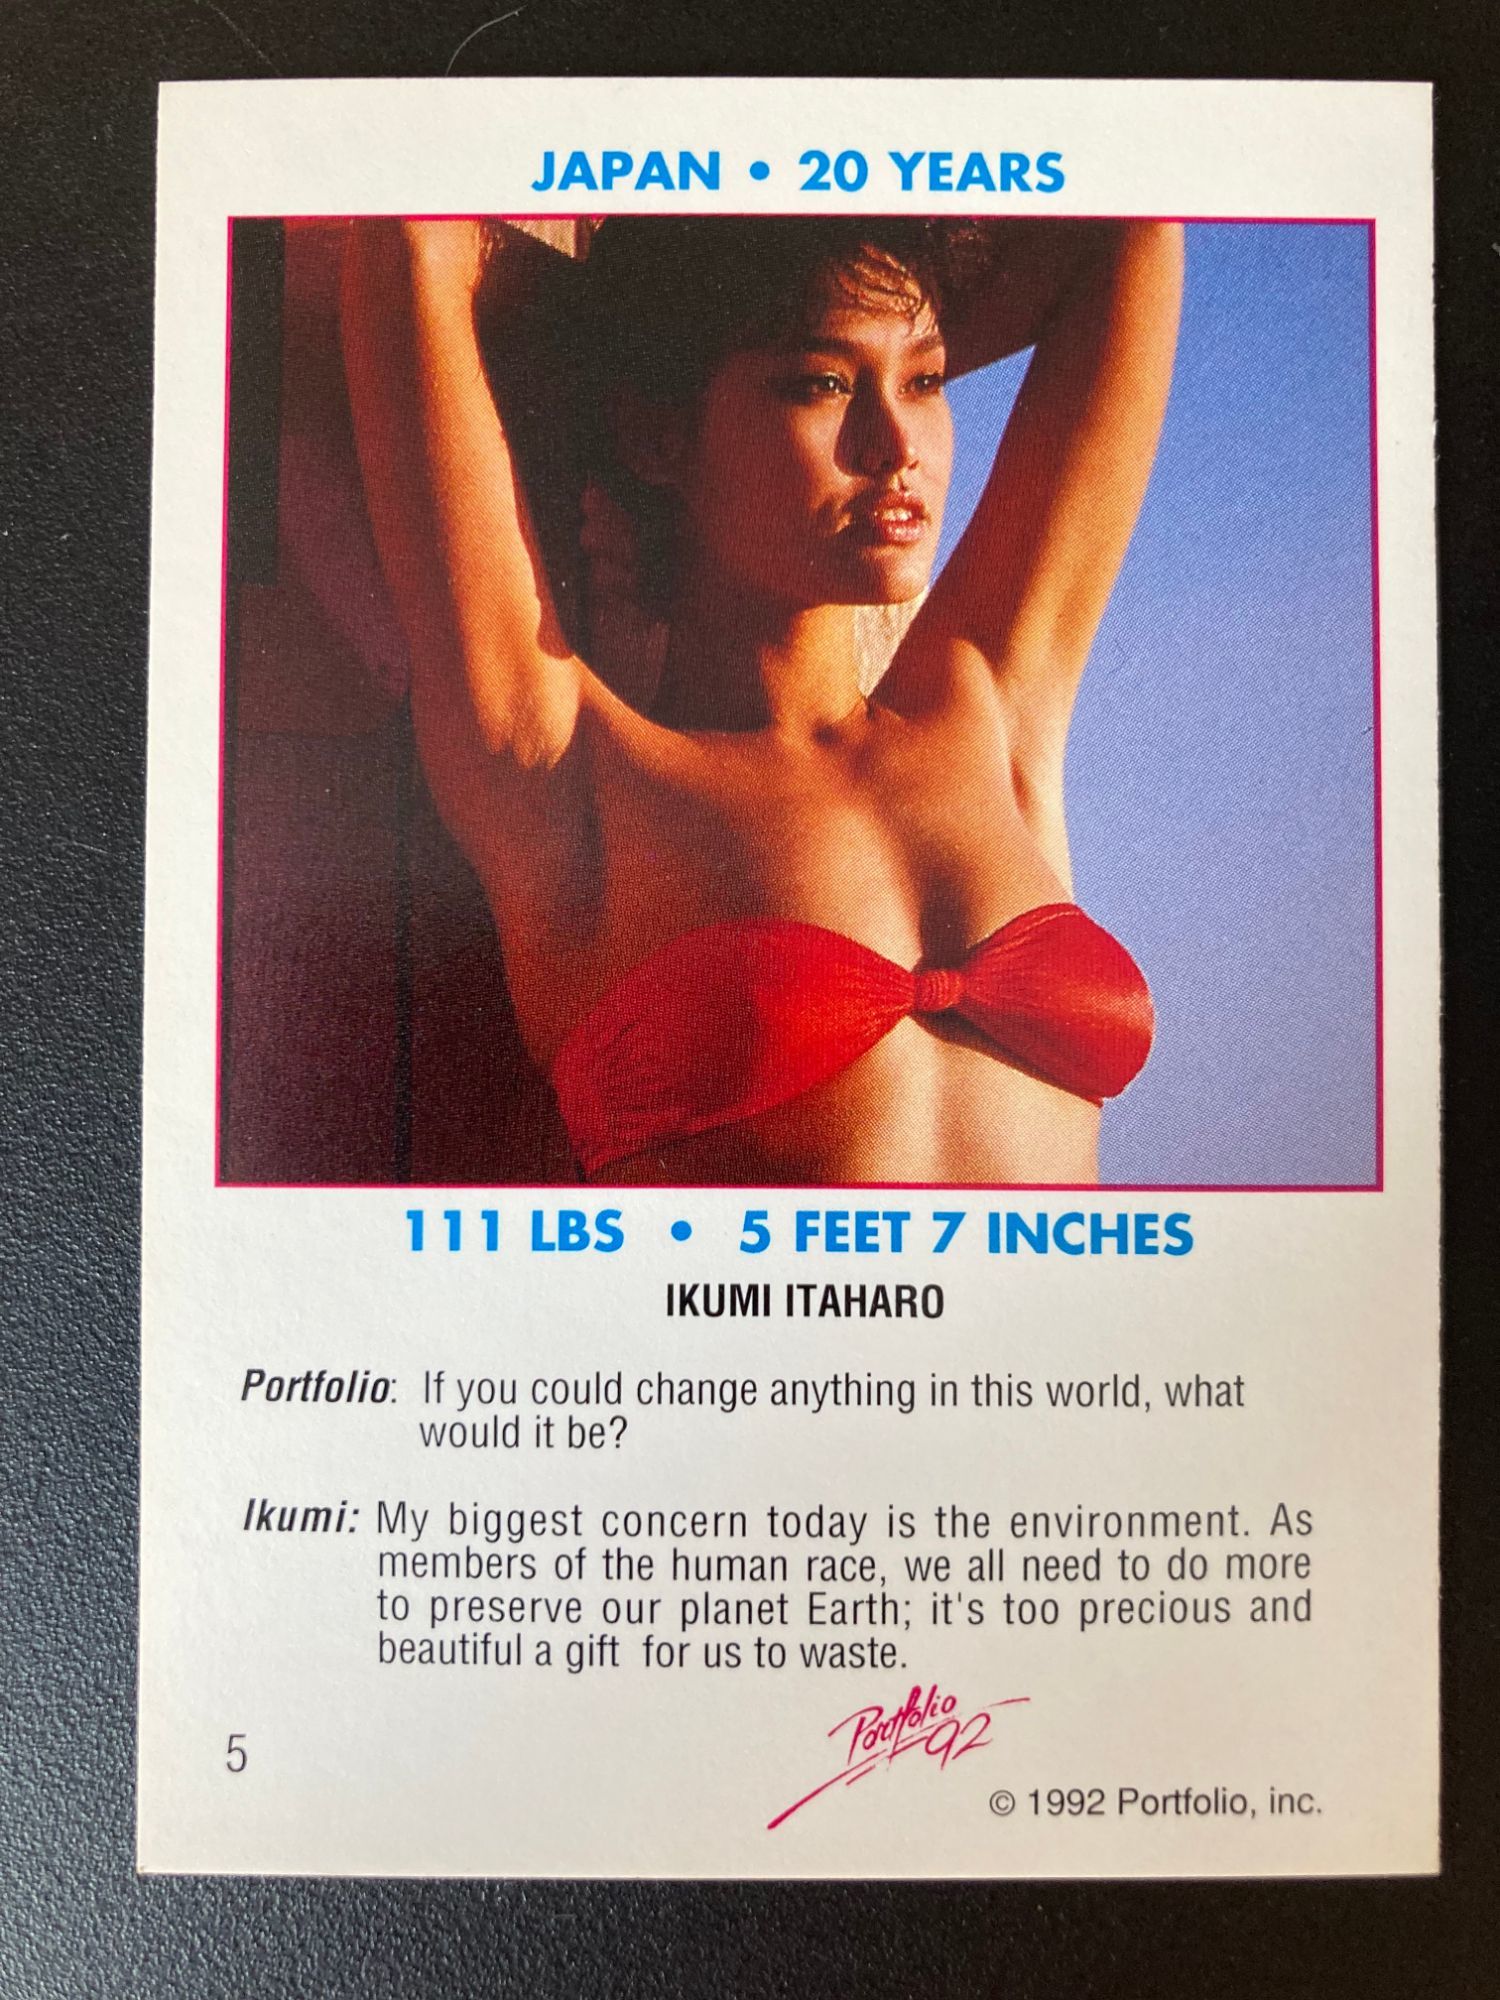 JAPAN • 20 YEARS
111 LBS • 5 FEET 7 INCHES
IKUMI ITAHARO
Portfolio: If you could change anything in this world, what
would it be?
Ikumi: My biggest concern today is the environment. As
members of the human race, we all need to do more
to preserve our planet Earth; it's too precious and
beautiful a gift for us to waste.
Portfolio
92
5
© 1992 Portfolio, inc.